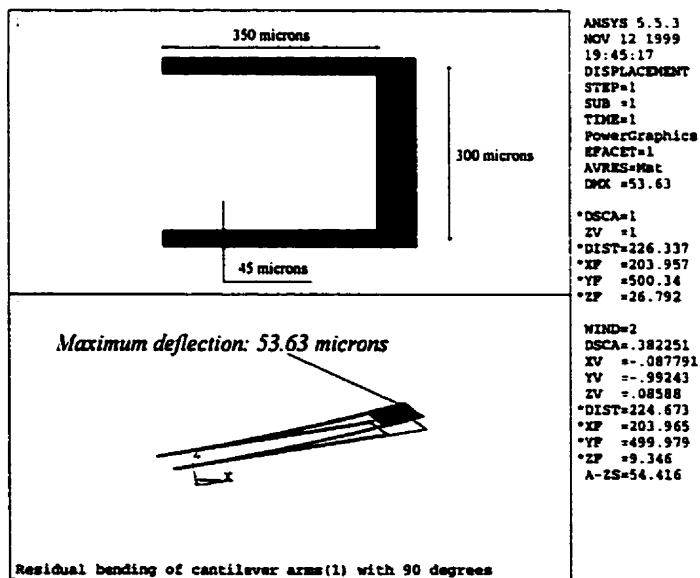 350 microns
300 microns
45 microns
Maximum deflection: 53.63 microns
Z
X
Residual bending of cantilever arms(1) with 90 degrees
ANSYS 5.5.3
NOV 12 1999
19:45:17
DISPLACEMENT
STEP=1
SUB =1
TIME=1
PowerGraphics
EFACET=1
AVRES=Mat
DMX =53.63
*DSCA=1
ZV =1
*DIST=226.337
*XF =203.957
*YF =500.34
*ZF =26.792
WIND=2
DSCA=.382251
XV =-.087791
YV =-.99243
ZV =.08588
*DIST=224.673
*XF =203.965
*YF =499.979
*ZF =9.346
A-ZS=54.416